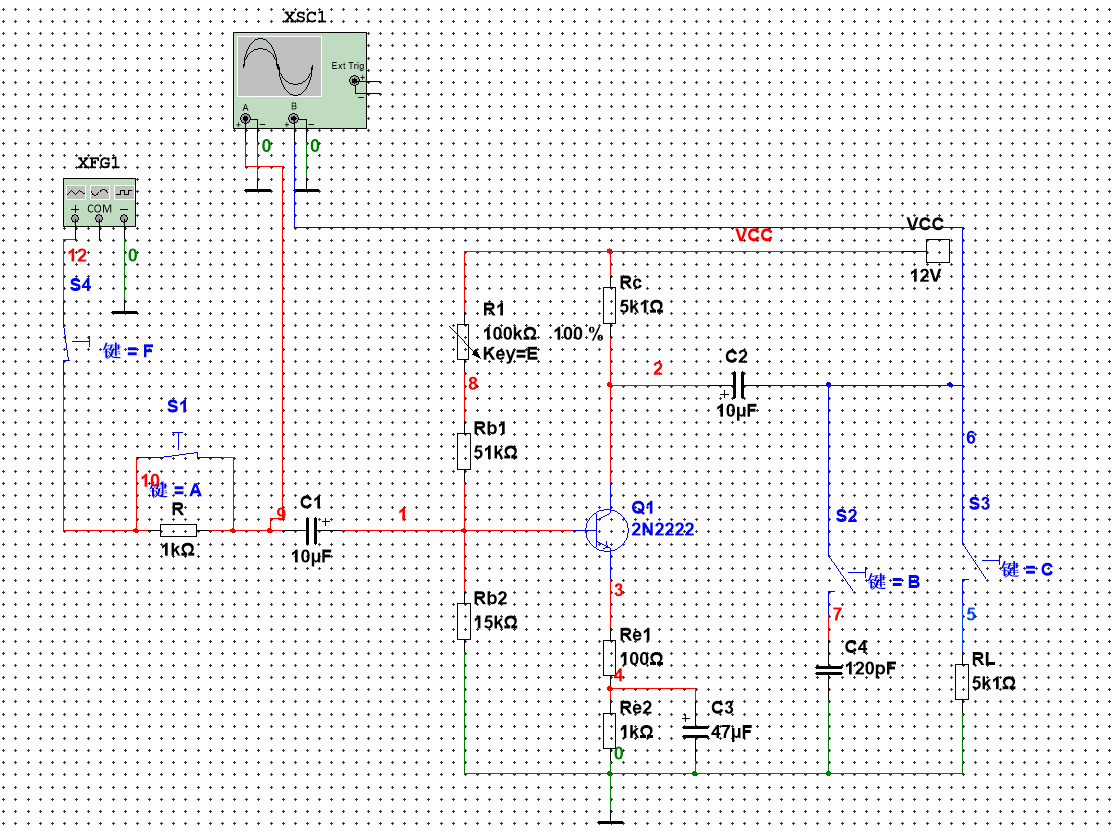 XSC1
Ext Trig
+
−
A
B
+
−
+
−
0
0
XFG1
+
COM
−
12
0
S4
键 = F
VCC
VCC
12V
Rc
5k1Ω
R1
100kΩ
100 %
Key=E
8
2
C2
+
10µF
S1
10
键 = A
R
1kΩ
9
C1
+
10µF
1
Rb1
51kΩ
6
Q1
2N2222
S2
键 = B
S3
键 = C
3
Rb2
15kΩ
7
5
Re1
100Ω
4
C4
120pF
RL
5k1Ω
Re2
1kΩ
0
C3
+
47µF